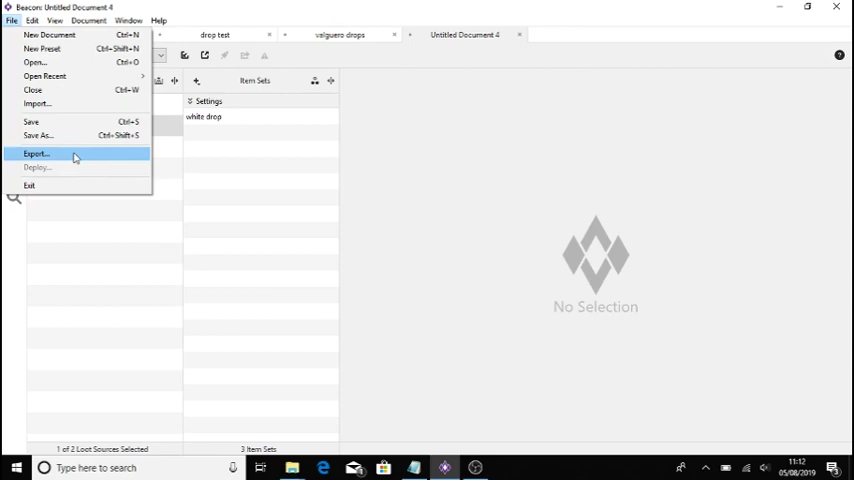 Beacon: Untitled Document 4
File Edit View Document Window Help
New Document Ctrl+N
New Preset Ctrl+Shift+N
Open... Ctrl+O
Open Recent
Close Ctrl+W
Import...
Save Ctrl+S
Save As... Ctrl+Shift+S
Export...
Deploy...
Exit
drop test
valguero drops
Untitled Document 4
Item Sets
Settings
white drop
No Selection
1 of 2 Loot Sources Selected
3 Item Sets
Type here to search
11:12
05/08/2019